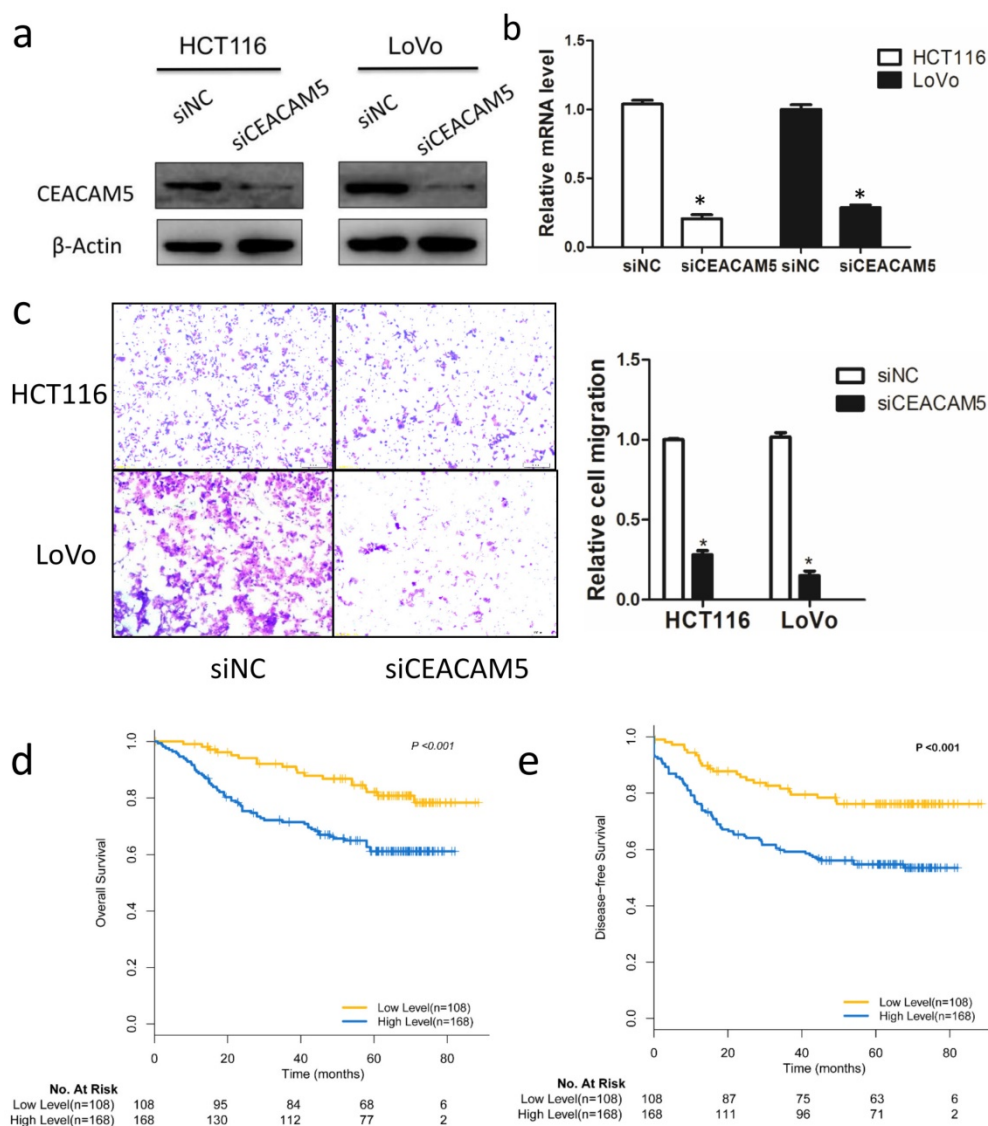 a
HCT116
LoVo
siNC
siCEACAM5
siNC
siCEACAM5
CEACAM5
β-Actin
b
Relative mRNA level
1.5
1.0
0.5
0.0
HCT116
LoVo
*
*
siNC
siCEACAM5
siNC
siCEACAM5
c
HCT116
LoVo
siNC
siCEACAM5
Relative cell migration
1.5
1.0
0.5
0.0
siNC
siCEACAM5
*
*
HCT116
LoVo
d
Overall Survival
1.0
0.8
0.6
0.4
0.2
0.0
P <0.001
Low Level(n=108)
High Level(n=168)
0 20 40 60 80
Time (months)
No. At Risk
Low Level(n=108) 108 95 84 68 6
High Level(n=168) 168 130 112 77 2
e
Disease-free Survival
1.0
0.8
0.6
0.4
0.2
0.0
P <0.001
Low Level(n=108)
High Level(n=168)
0 20 40 60 80
Time (months)
No. At Risk
Low Level(n=108) 108 87 75 63 6
High Level(n=168) 168 111 96 71 2